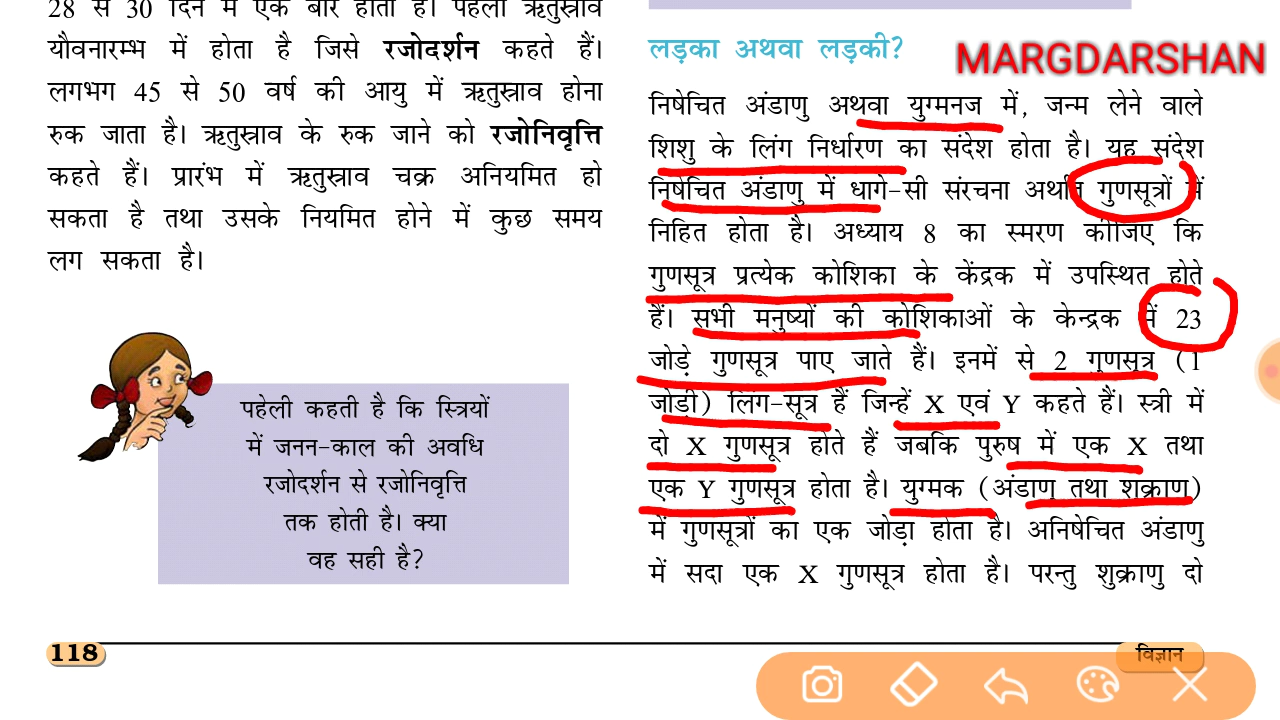 28 से 30 दिन में एक बार होता है। पहला ऋतुस्राव
यौवनारम्भ में होता है जिसे रजोदर्शन कहते हैं।
लगभग 45 से 50 वर्ष की आयु में ऋतुस्राव होना
रुक जाता है। ऋतुस्राव के रुक जाने को रजोनिवृत्ति
कहते हैं। प्रारंभ में ऋतुस्राव चक्र अनियमित हो
सकता है तथा उसके नियमित होने में कुछ समय
लग सकता है।
पहेली कहती है कि स्त्रियों
में जनन-काल की अवधि
रजोदर्शन से रजोनिवृत्ति
तक होती है। क्या
वह सही है?
लड़का अथवा लड़की?
MARGDARSHAN
निषेचित अंडाणु अथवा युग्मनज में, जन्म लेने वाले
शिशु के लिंग निर्धारण का संदेश होता है। यह संदेश
निषेचित अंडाणु में धागे-सी संरचना अर्थात गुणसूत्रों में
निहित होता है। अध्याय 8 का स्मरण कीजिए कि
गुणसूत्र प्रत्येक कोशिका के केंद्रक में उपस्थित होते
हैं। सभी मनुष्यों की कोशिकाओं के केन्द्रक में 23
जोड़े गुणसूत्र पाए जाते हैं। इनमें से 2 गुणसूत्र (1
जोड़ी) लिंग-सूत्र हैं जिन्हें X एवं Y कहते हैं। स्त्री में
दो X गुणसूत्र होते हैं जबकि पुरुष में एक X तथा
एक Y गुणसूत्र होता है। युग्मक (अंडाणु तथा शुक्राणु)
में गुणसूत्रों का एक जोड़ा होता है। अनिषेचित अंडाणु
में सदा एक X गुणसूत्र होता है। परन्तु शुक्राणु दो
118
विज्ञान